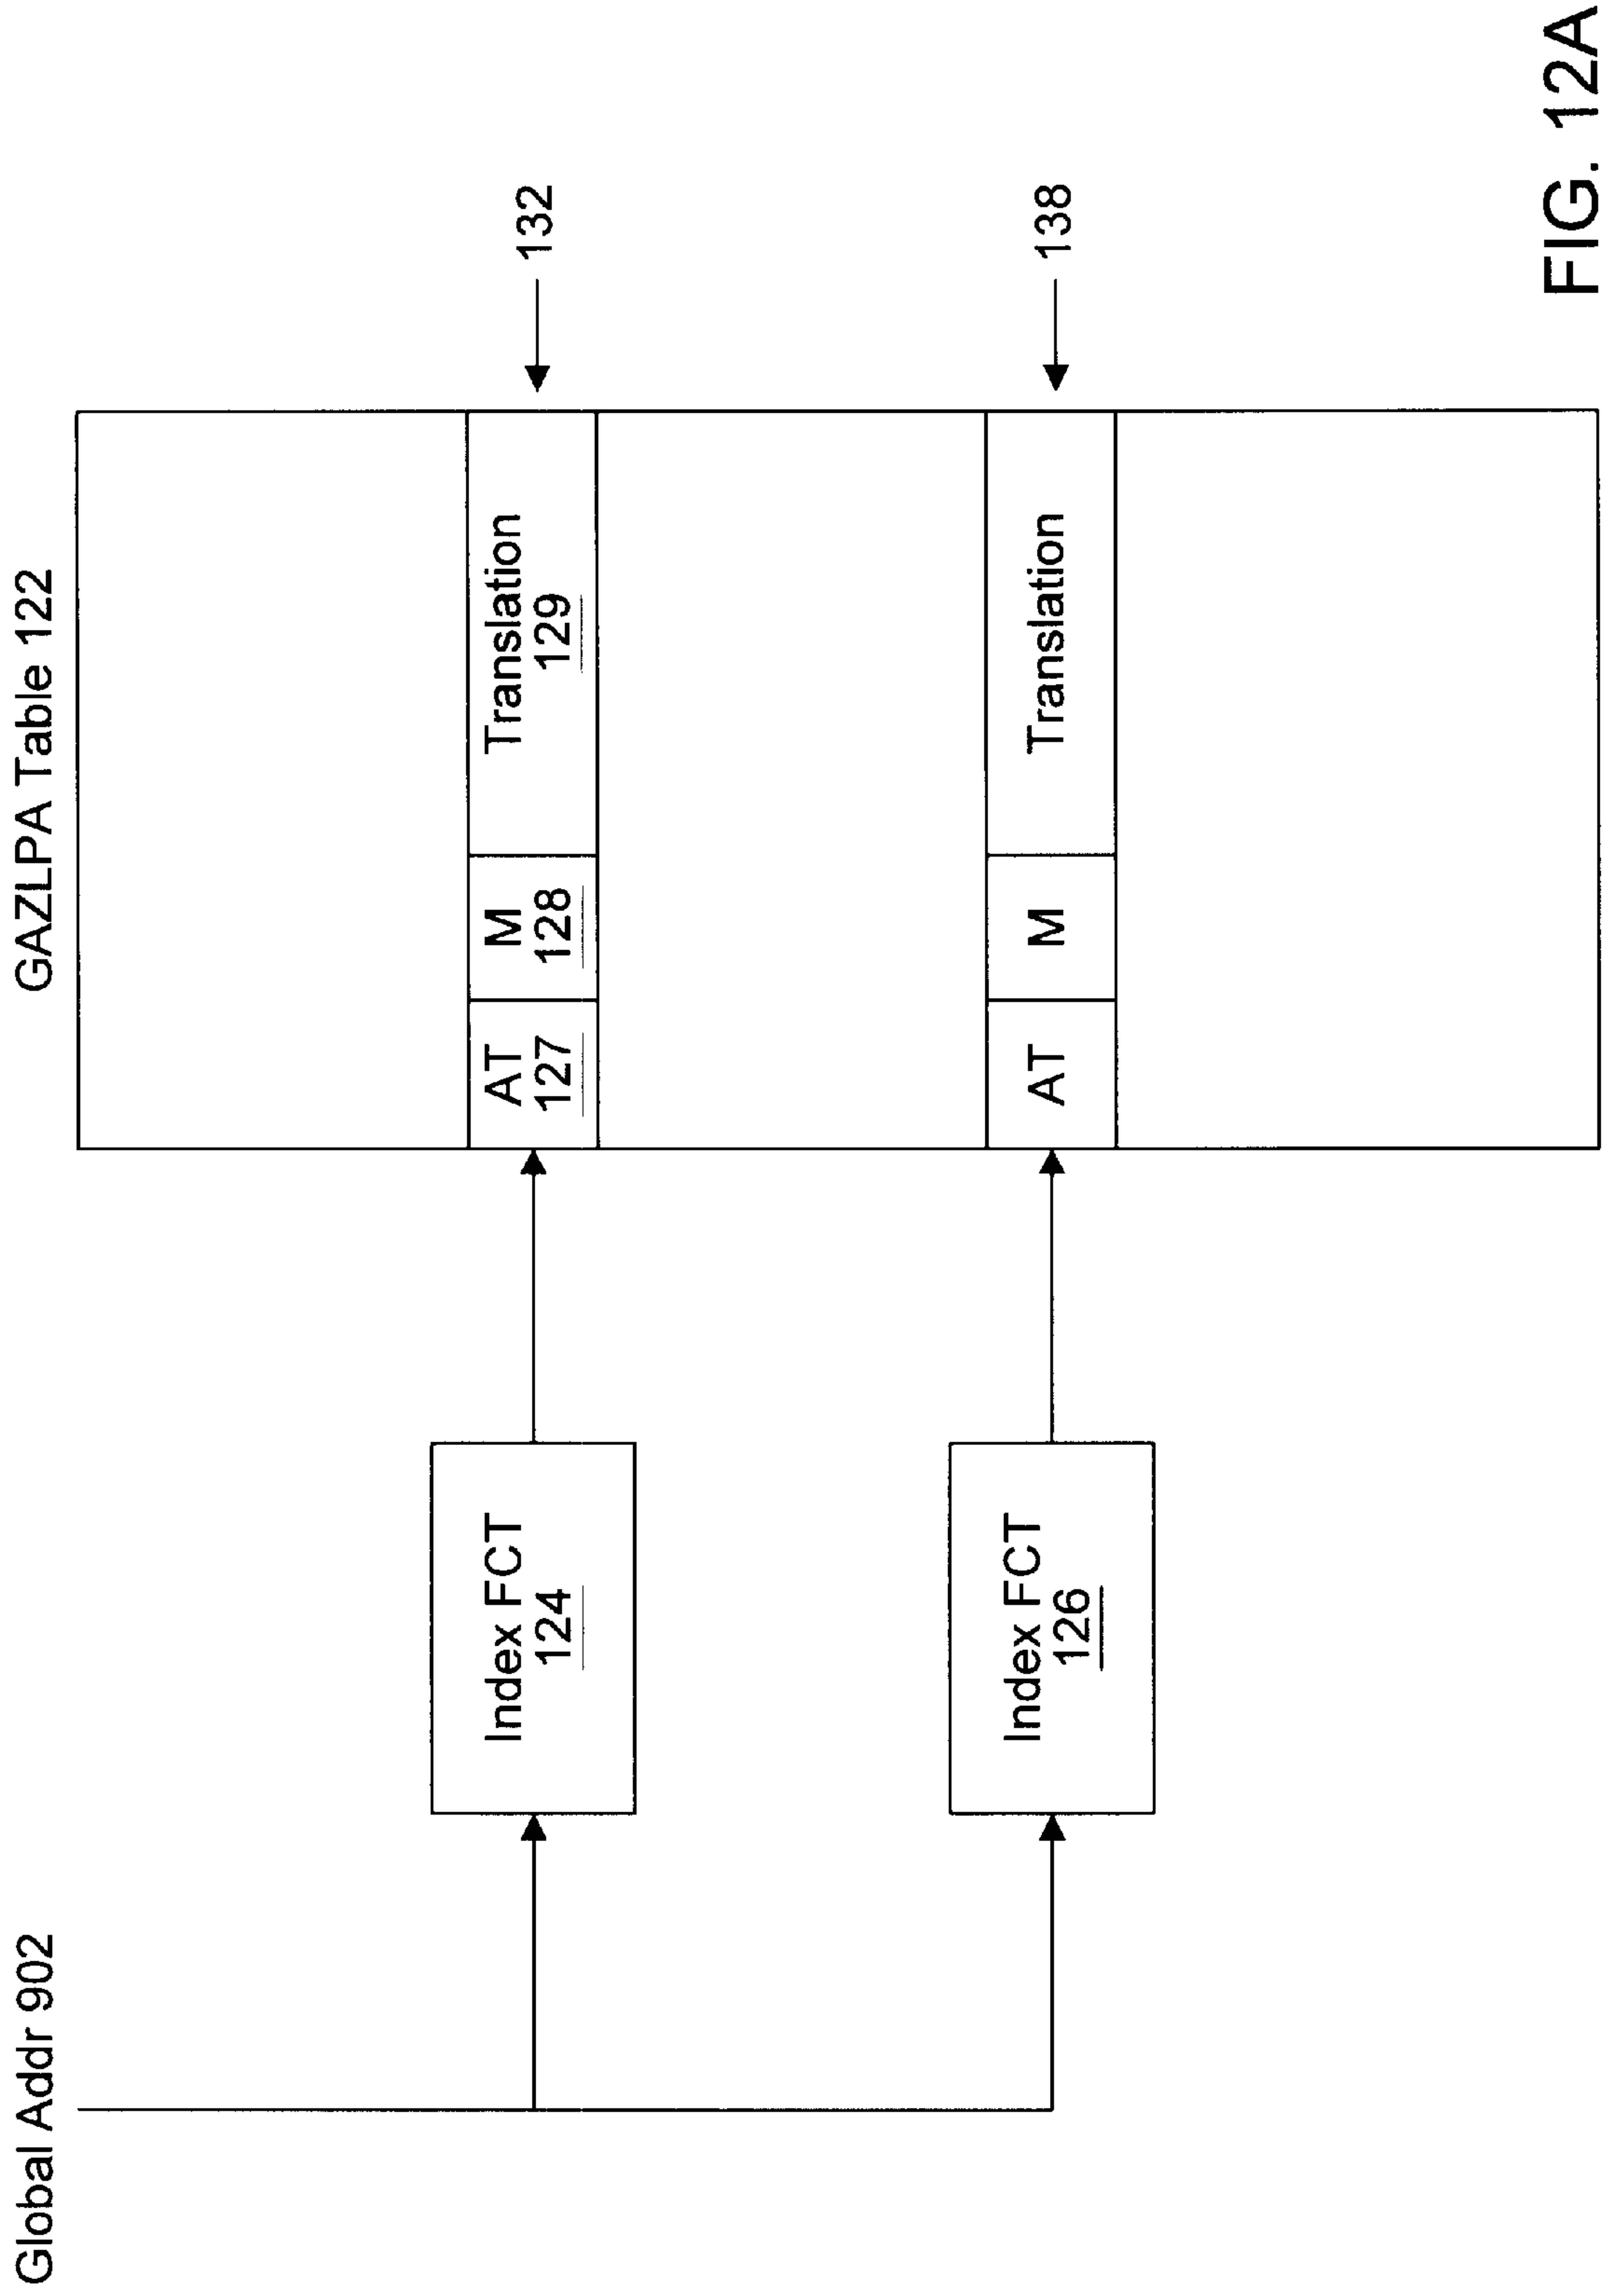 Global Addr 902
GAZLPA Table 122
Index FCT
124
AT
127
M
128
Translation
129
132
Index FCT
126
AT
M
Translation
138
FIG. 12A